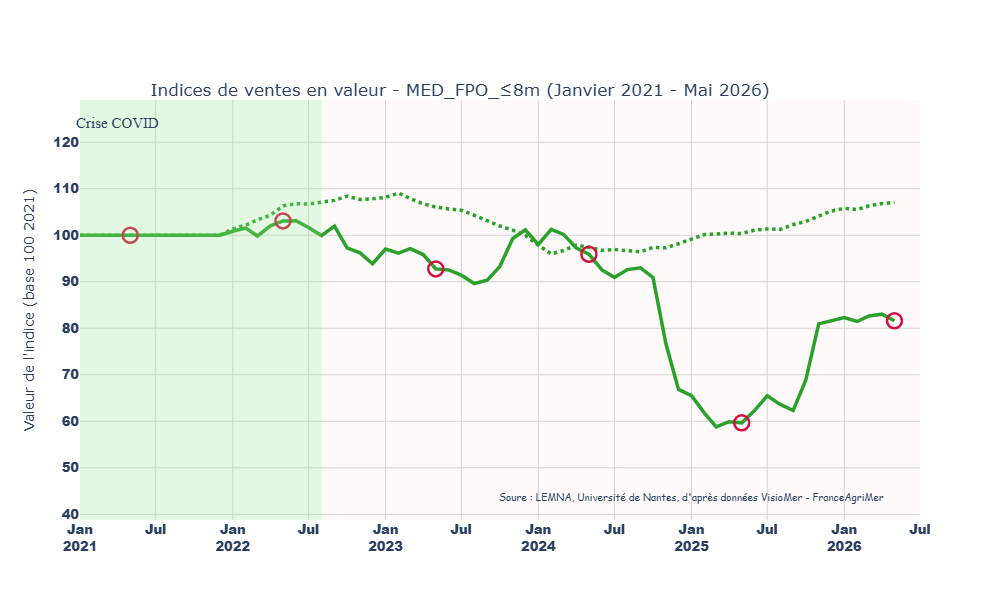 Indices de ventes en valeur - MED_FPO_≤8m (Janvier 2021 - Mai 2026)
Crise COVID
Valeur de l'indice (base 100 2021)
120
110
100
90
80
70
60
50
40
Soure : LEMNA, Université de Nantes, d'après données VisioMer - FranceAgriMer
Jan Jul Jan Jul Jan Jul Jan Jul Jan Jul Jan Jul
2021 2022 2023 2024 2025 2026